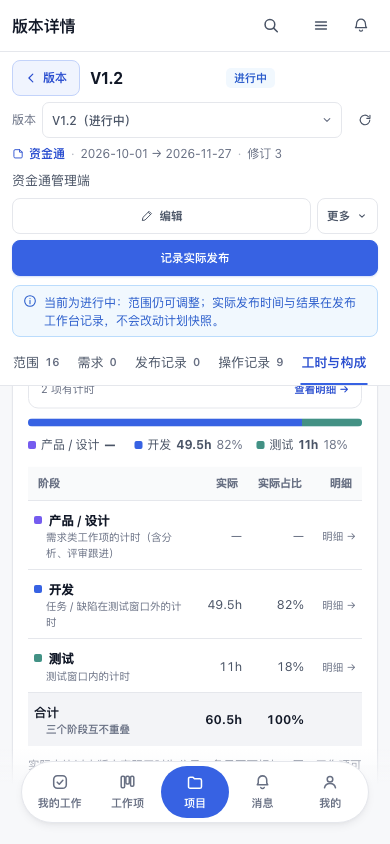 版本详情
版本 V1.2 进行中
版本 V1.2（进行中）
资金通 · 2026-10-01 → 2026-11-27 · 修订 3
资金通管理端
编辑 更多
记录实际发布
当前为进行中：范围仍可调整；实际发布时间与结果在发布
工作台记录，不会改动计划快照。
范围 16 需求 0 发布记录 0 操作记录 9 工时与构成
2 项有计时 查看明细 →
产品 / 设计 — 开发 49.5h 82% 测试 11h 18%
阶段 实际 实际占比 明细
产品 / 设计
需求类工作项的计时（含分
析、评审跟进）
— — 明细 →
开发
任务 / 缺陷在测试窗口外的计
时
49.5h 82% 明细 →
测试
测试窗口内的计时
11h 18% 明细 →
合计
三个阶段互不重叠
60.5h 100%
我的工作 工作项 项目 消息 我的